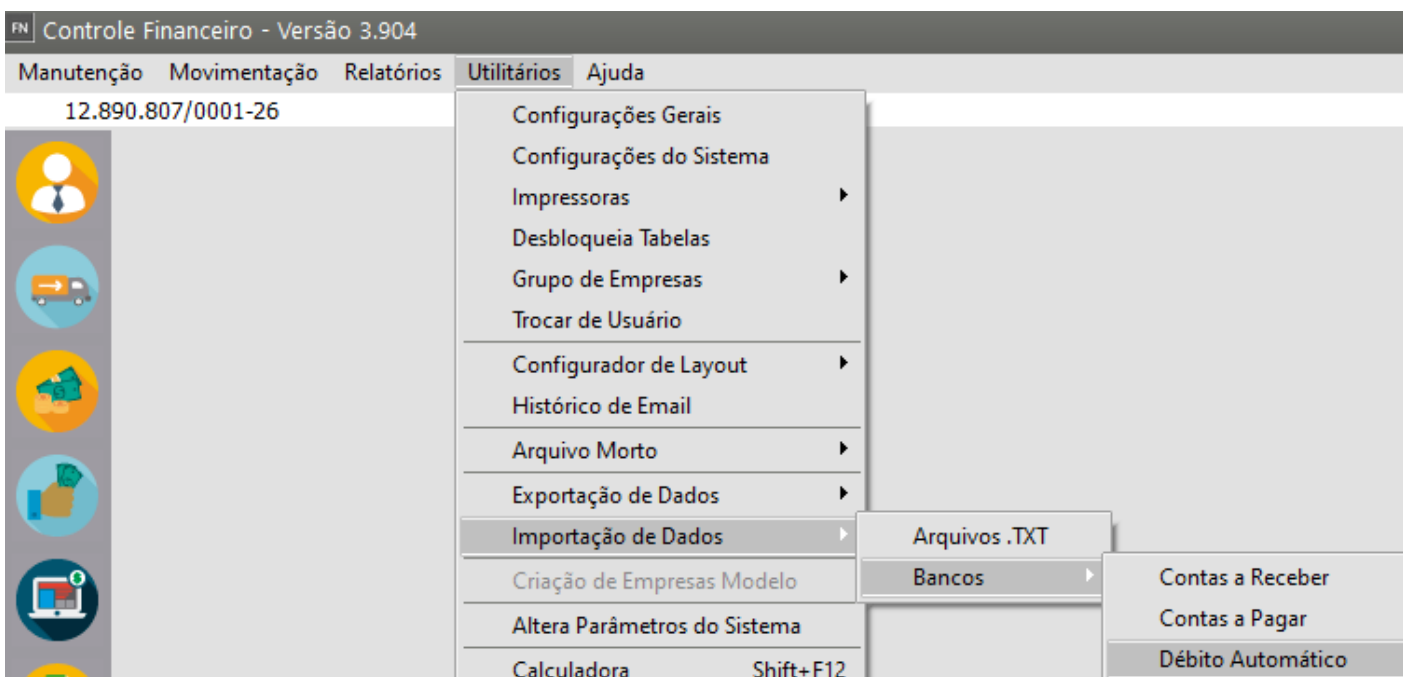 FN Controle Financeiro - Versão 3.904
Manutenção Movimentação Relatórios Utilitários Ajuda
12.890.807/0001-26
Configurações Gerais
Configurações do Sistema
Impressoras
Desbloqueia Tabelas
Grupo de Empresas
Trocar de Usuário
Configurador de Layout
Histórico de Email
Arquivo Morto
Exportação de Dados
Importação de Dados
Arquivos .TXT
Criação de Empresas Modelo
Bancos
Contas a Receber
Altera Parâmetros do Sistema
Contas a Pagar
Calculadora Shift+F12
Débito Automático